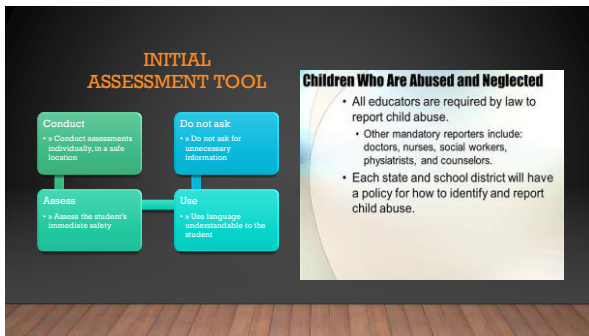 INITIAL
ASSESSMENT TOOL
Conduct
• » Conduct assessments
individually, in a safe
location
Assess
• » Assess the student's
immediate safety
Use
• » Use language
understandable to the
student
Do not ask
• » Do not ask for
unnecessary
information
Children Who Are Abused and Neglected
• All educators are required by law to
report child abuse.
• Other mandatory reporters include:
doctors, nurses, social workers,
physiatrists, and counselors.
• Each state and school district will have
a policy for how to identify and report
child abuse.